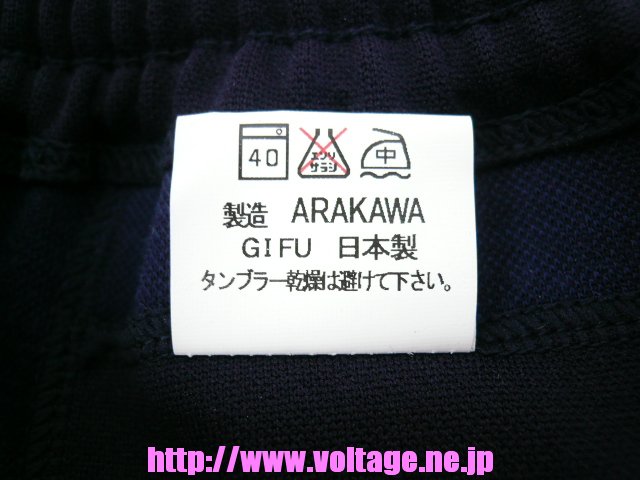 40 エンソ サラシ 中
製造 ARAKAWA
GIFU 日本製
タンブラー乾燥は避けて下さい。
http://www.voltage.ne.jp